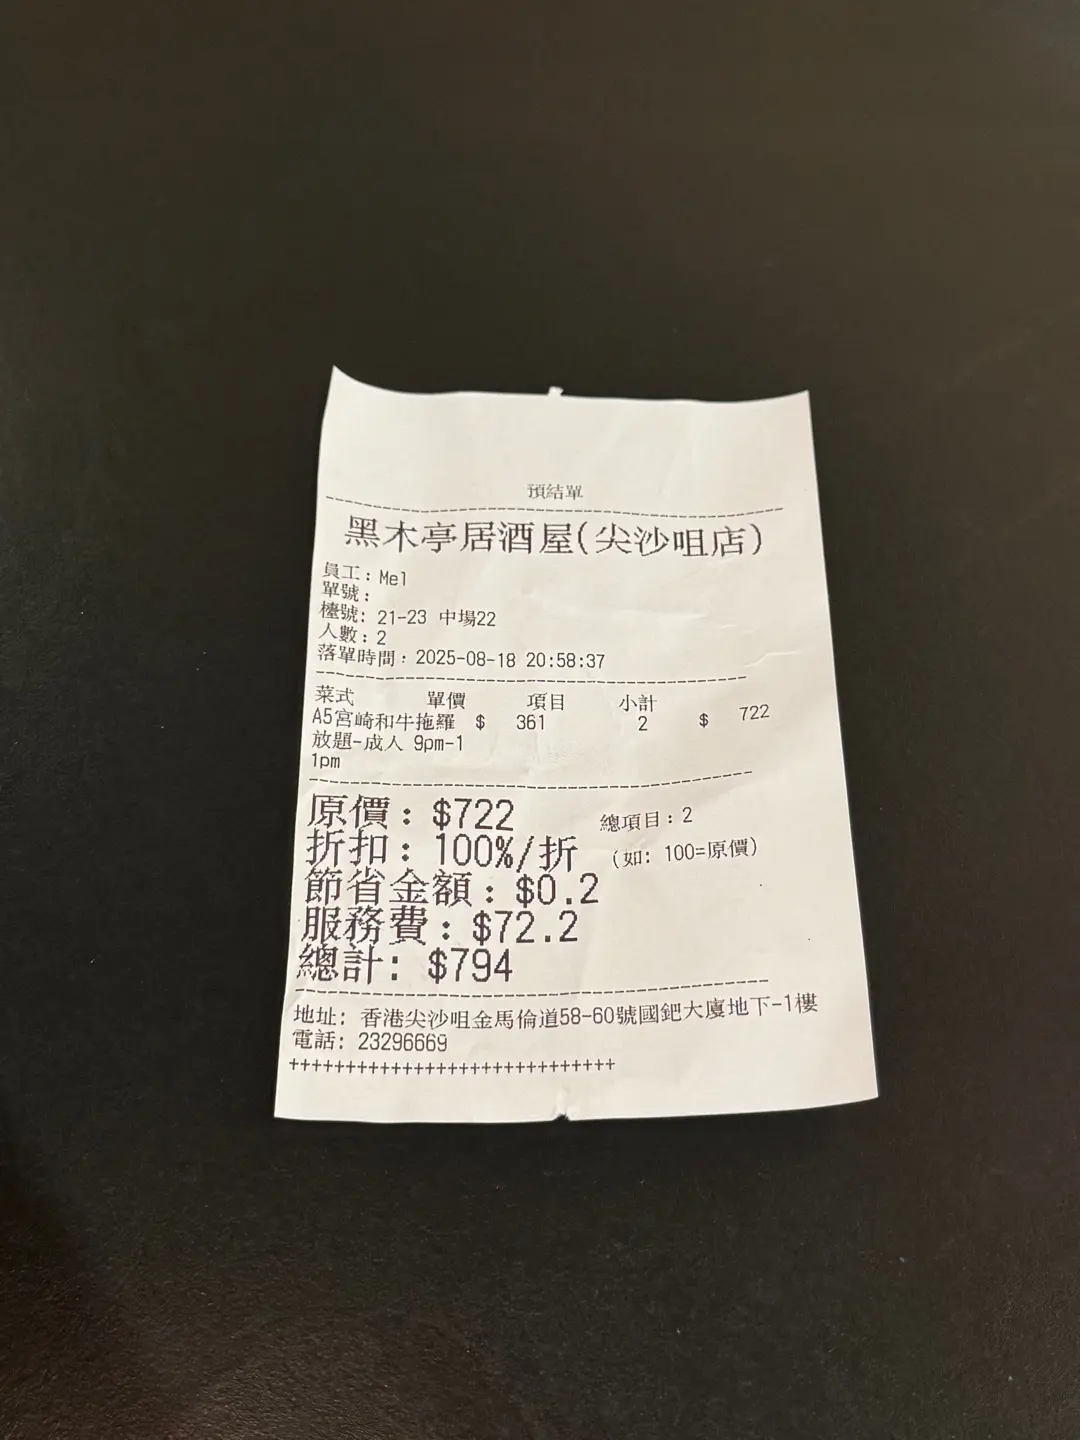 預結單
黑木亭居酒屋(尖沙咀店)
員工：Mel
單號：
檯號: 21-23 中場22
人數：2
落單時間：2025-08-18 20:58:37
菜式 單價 項目 小計
A5宮崎和牛拖羅 $ 361 2 $ 722
放題-成人 9pm-1
1pm
原價：$722 總項目：2
折扣：100%/折 (如: 100=原價)
節省金額：$0.2
服務費：$72.2
總計: $794
地址: 香港尖沙咀金馬倫道58-60號國鈀大廈地下-1樓
電話: 23296669
+++++++++++++++++++++++++++++